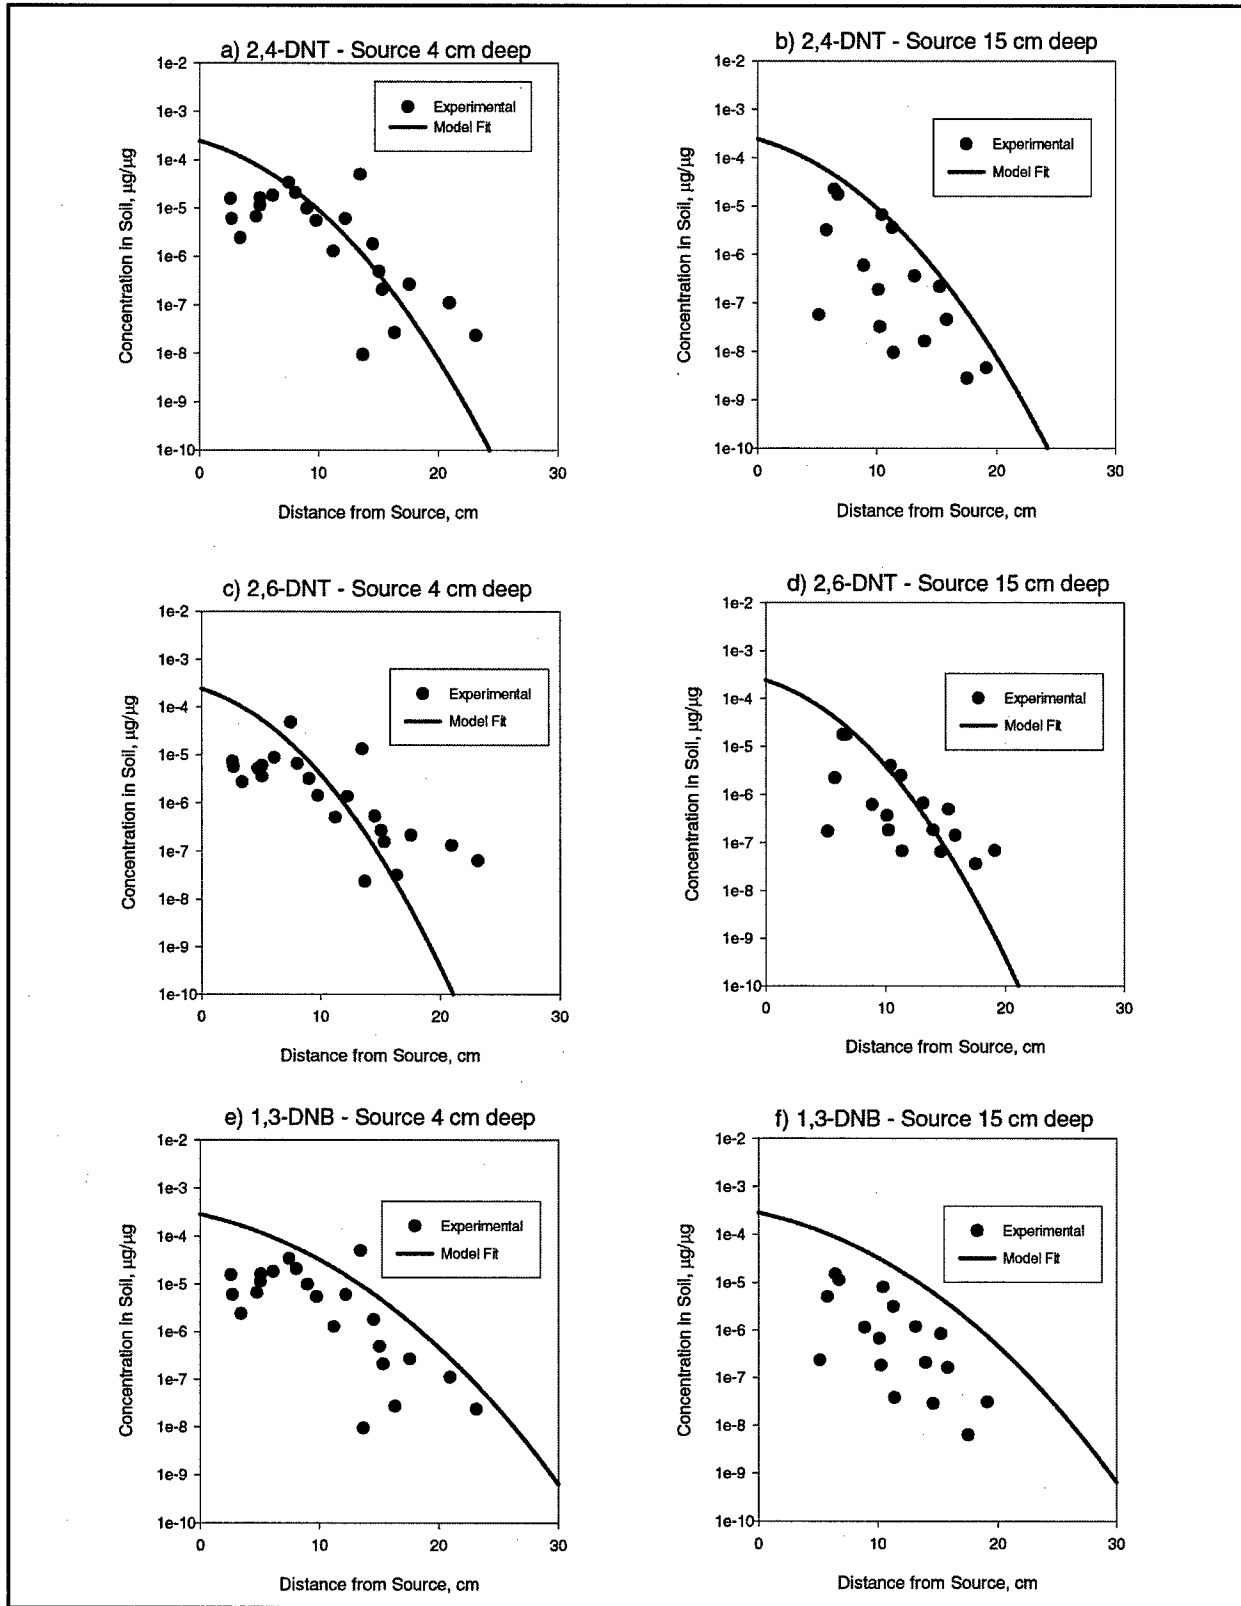 a) 2,4-DNT - Source 4 cm deep
1e-2
1e-3
1e-4
1e-5
1e-6
1e-7
1e-8
1e-9
1e-10
Concentration in Soil, µg/µg
Experimental
Model Fit
0 10 20 30
Distance from Source, cm
b) 2,4-DNT - Source 15 cm deep
1e-2
1e-3
1e-4
1e-5
1e-6
1e-7
1e-8
1e-9
1e-10
Concentration in Soil, µg/µg
Experimental
Model Fit
0 10 20 30
Distance from Source, cm
c) 2,6-DNT - Source 4 cm deep
1e-2
1e-3
1e-4
1e-5
1e-6
1e-7
1e-8
1e-9
1e-10
Concentration in Soil, µg/µg
Experimental
Model Fit
0 10 20 30
Distance from Source, cm
d) 2,6-DNT - Source 15 cm deep
1e-2
1e-3
1e-4
1e-5
1e-6
1e-7
1e-8
1e-9
1e-10
Concentration in Soil, µg/µg
Experimental
Model Fit
0 10 20 30
Distance from Source, cm
e) 1,3-DNB - Source 4 cm deep
1e-2
1e-3
1e-4
1e-5
1e-6
1e-7
1e-8
1e-9
1e-10
Concentration in Soil, µg/µg
Experimental
Model Fit
0 10 20 30
Distance from Source, cm
f) 1,3-DNB - Source 15 cm deep
1e-2
1e-3
1e-4
1e-5
1e-6
1e-7
1e-8
1e-9
1e-10
Concentration in Soil, µg/µg
Experimental
Model Fit
0 10 20 30
Distance from Source, cm